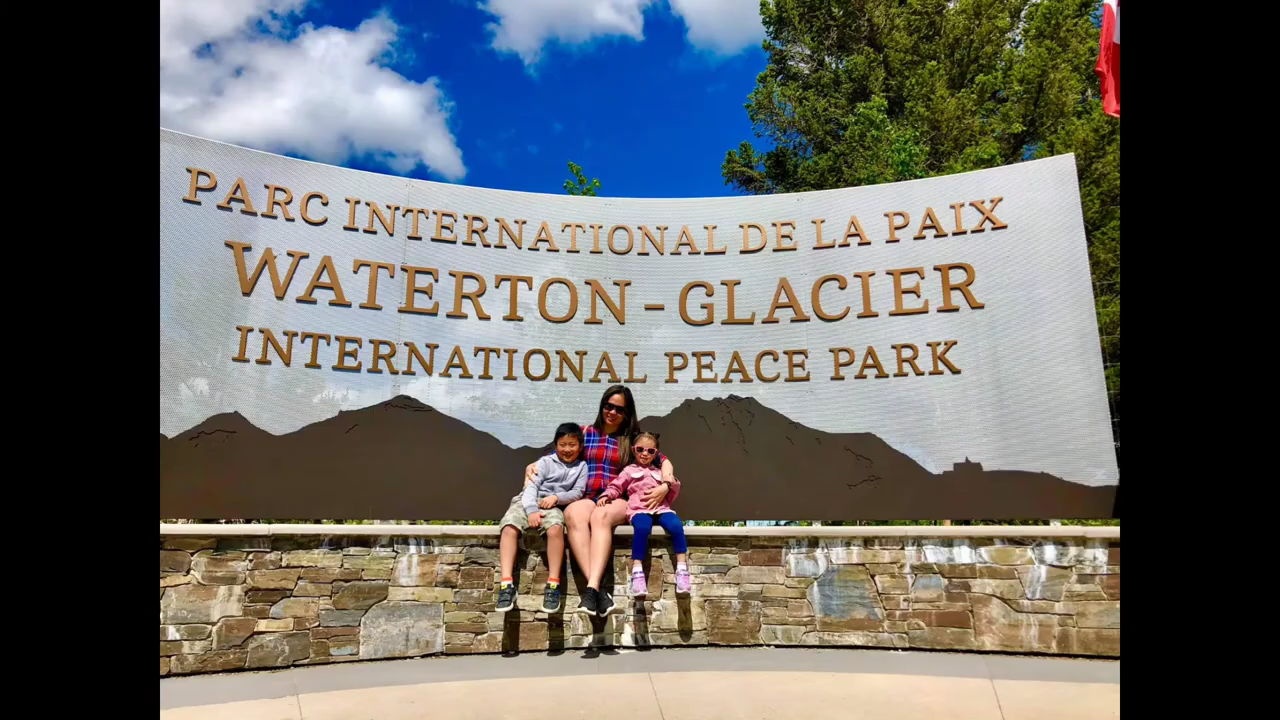 PARC INTERNATIONAL DE LA PAIX
WATERTON-GLACIER
INTERNATIONAL PEACE PARK